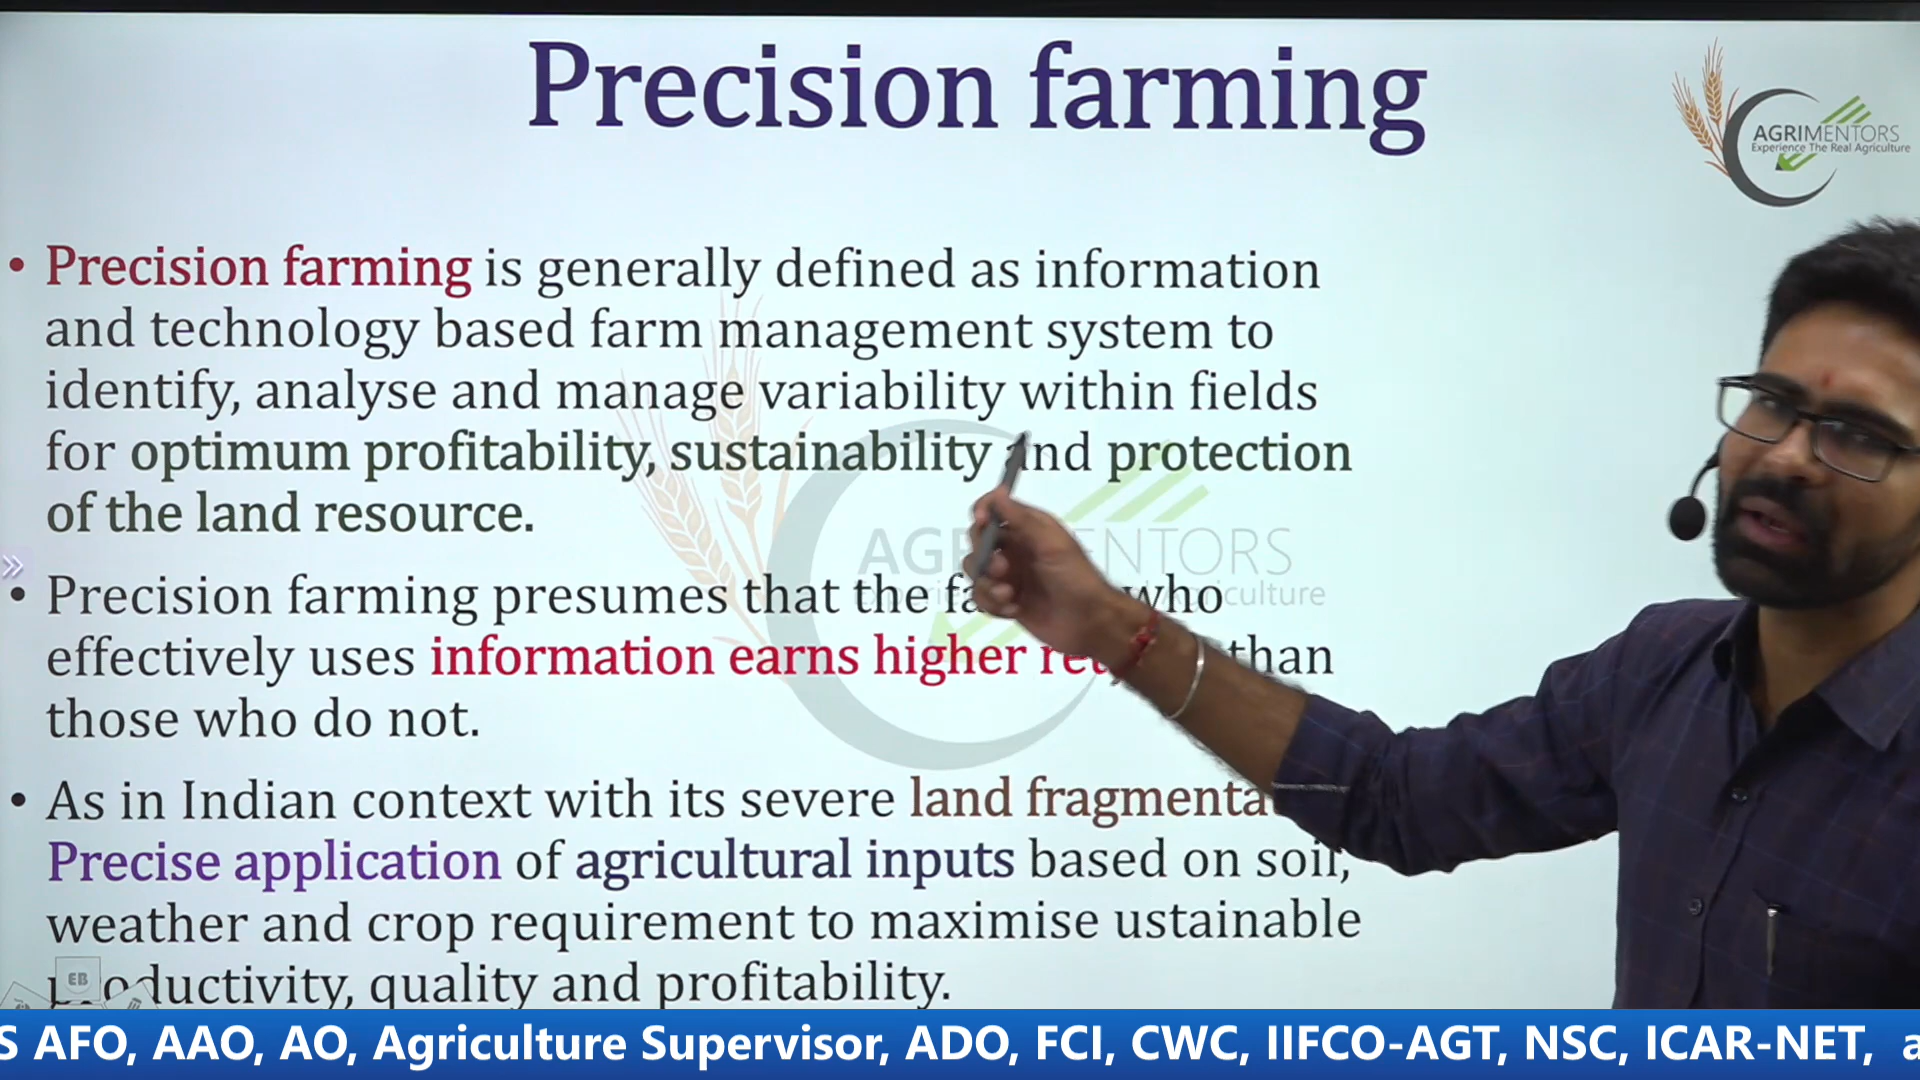 Precision farming
AGRIMENTORS
Experience The Real Agriculture
• Precision farming is generally defined as information
and technology based farm management system to
identify, analyse and manage variability within fields
for optimum profitability, sustainability and protection
of the land resource.
• Precision farming presumes that the who
effectively uses information earns higher than
those who do not.
• As in Indian context with its severe land
Precise application of agricultural inputs based on soil,
weather and crop requirement to maximise ustainable
productivity, quality and profitability.
EB
S AFO, AAO, AO, Agriculture Supervisor, ADO, FCI, CWC, IIFCO-AGT, NSC, ICAR-NET, a